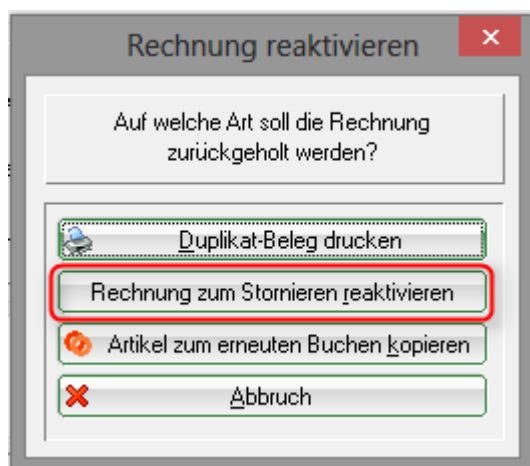 Rechnung reaktivieren
Auf welche Art soll die Rechnung
zurückgeholt werden?
Duplikat-Beleg drucken
Rechnung zum Stornieren reaktivieren
Artikel zum erneuten Buchen kopieren
Abbruch